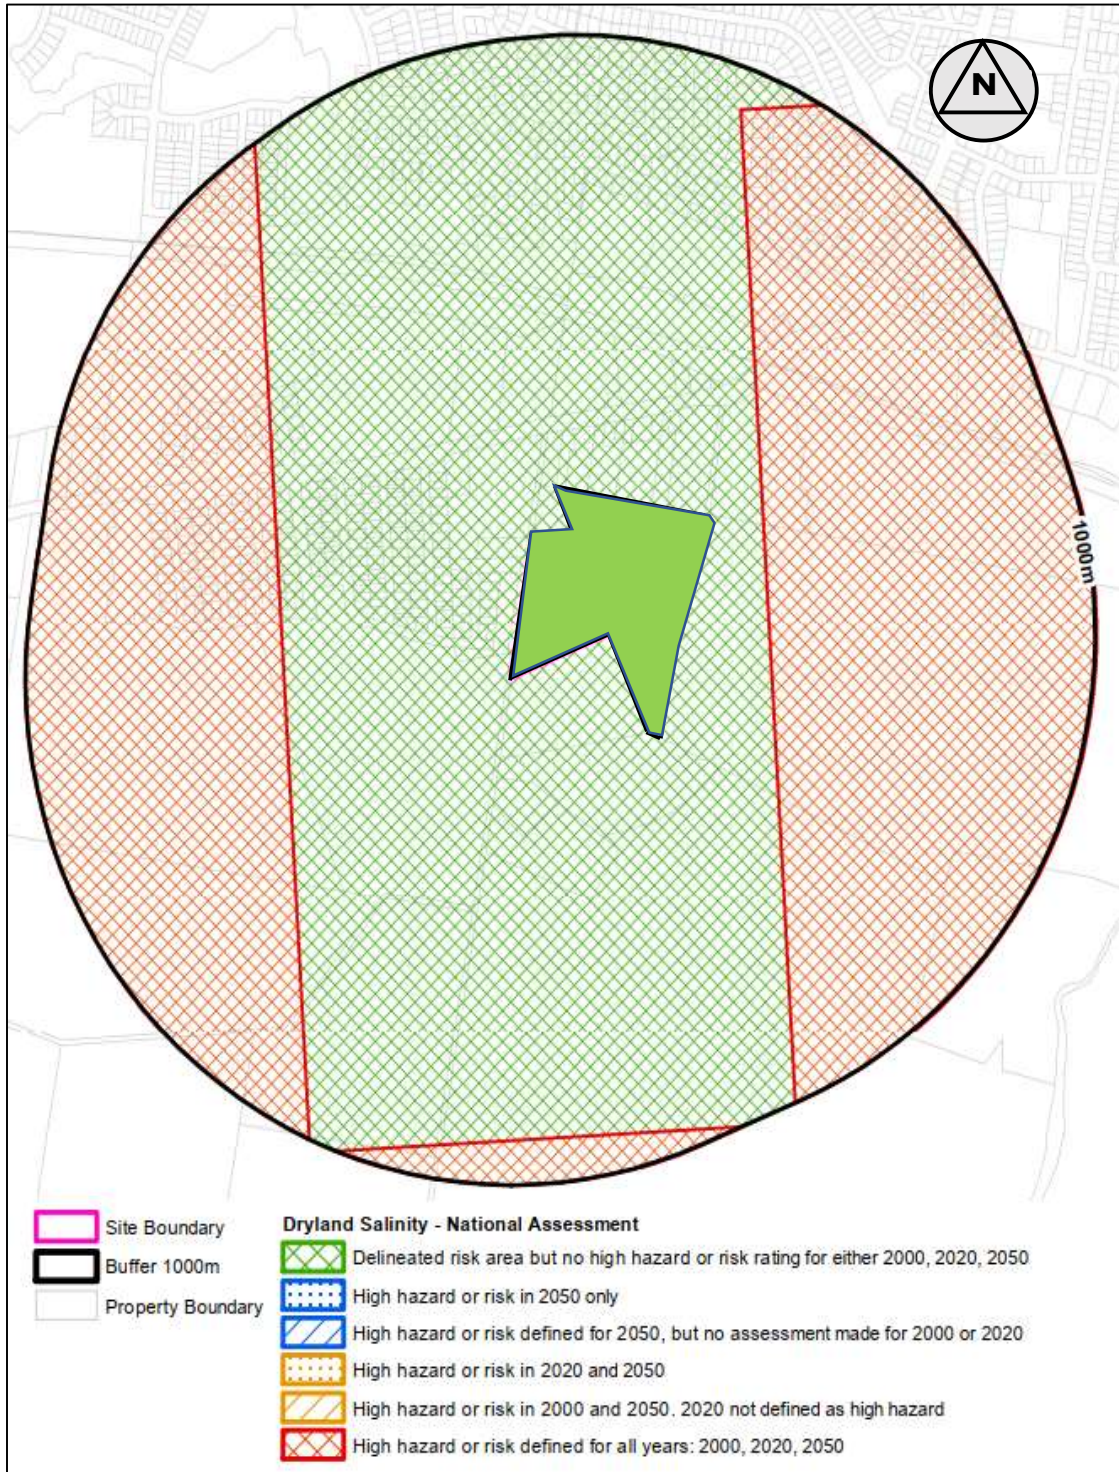 N
1000m
Site Boundary
Buffer 1000m
Property Boundary
Dryland Salinity - National Assessment
Delineated risk area but no high hazard or risk rating for either 2000, 2020, 2050
High hazard or risk in 2050 only
High hazard or risk defined for 2050, but no assessment made for 2000 or 2020
High hazard or risk in 2020 and 2050
High hazard or risk in 2000 and 2050. 2020 not defined as high hazard
High hazard or risk defined for all years: 2000, 2020, 2050